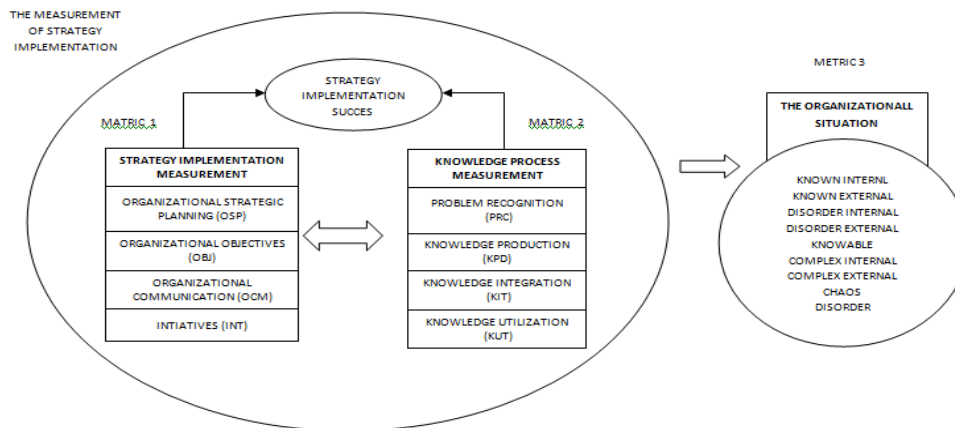 THE MEASUREMENT
OF STRATEGY
IMPLEMENTATION
STRATEGY
IMPLEMENTATION
SUCCES
MATRIC 1
STRATEGY IMPLEMENTATION
MEASUREMENT
ORGANIZATIONAL STRATEGIC
PLANNING (OSP)
ORGANIZATIONAL OBJECTIVES
(OBJ)
ORGANIZATIONAL
COMMUNICATION (OCM)
INTIATIVES (INT)
MATRIC 2
KNOWLEDGE PROCESS
MEASUREMENT
PROBLEM RECOGNITION
(PRC)
KNOWLEDGE PRODUCTION
(KPD)
KNOWLEDGE INTEGRATION
(KIT)
KNOWLEDGE UTILIZATION
(KUT)
METRIC 3
THE ORGANIZATIONALL
SITUATION
KNOWN INTERNL
KNOWN EXTERNAL
DISORDER INTERNAL
DISORDER EXTERNAL
KNOWABLE
COMPLEX INTERNAL
COMPLEX EXTERNAL
CHAOS
DISORDER